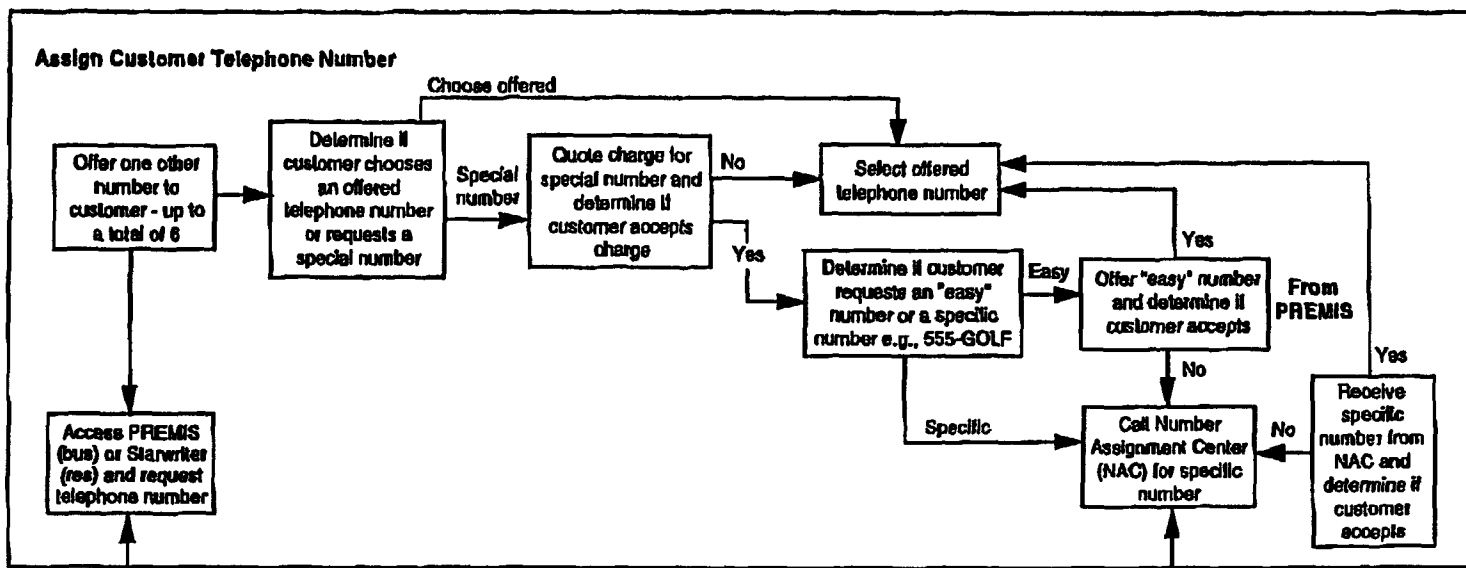 Assign Customer Telephone Number
Choose offered
Offer one other
number to
customer - up to
a total of 6
Determine if
customer chooses
an offered
telephone number
or requests a
special number
Special
number
Quote charge for
special number and
determine if
customer accepts
charge
No
Yes
Select offered
telephone number
Determine if customer
requests an "easy"
number or a specific
number e.g., 555-GOLF
Easy
Yes
Offer "easy" number
and determine if
customer accepts
From
PREMIS
No
Yes
Access PREMIS
(bus) or Starwriter
(res) and request
telephone number
Specific
Call Number
Assignment Center
(NAC) for specific
number
No
Receive
specific
number from
NAC and
determine if
customer
accepts